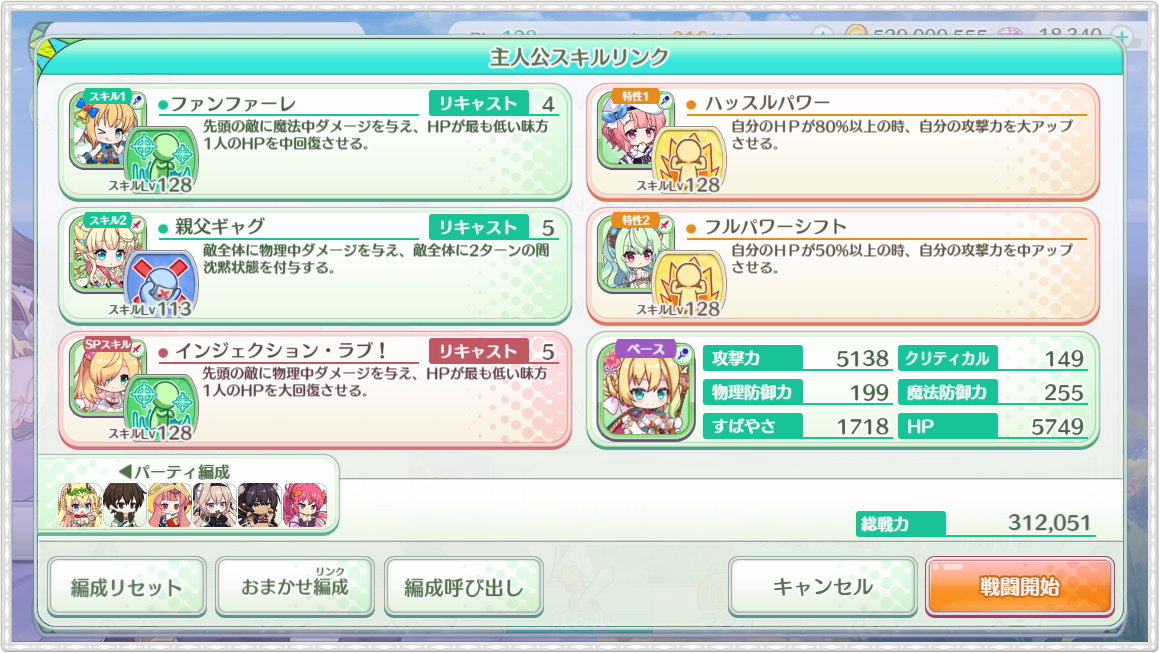 主人公スキルリンク
スキル1
ファンファーレ
リキャスト 4
先頭の敵に魔法中ダメージを与え、HPが最も低い味方
1人のHPを中回復させる。
スキルLv128
特性1
ハッスルパワー
自分のHPが80%以上の時、自分の攻撃力を大アップ
させる。
スキルLv128
スキル2
親父ギャグ
リキャスト 5
敵全体に物理中ダメージを与え、敵全体に2ターンの間
沈黙状態を付与する。
スキルLv113
特性2
フルパワーシフト
自分のHPが50%以上の時、自分の攻撃力を中アップ
させる。
スキルLv128
SPスキル
インジェクション・ラブ！
リキャスト 5
先頭の敵に物理中ダメージを与え、HPが最も低い味方
1人のHPを大回復させる。
スキルLv128
ベース
攻撃力 5138 クリティカル 149
物理防御力 199 魔法防御力 255
すばやさ 1718 HP 5749
◀パーティ編成
総戦力 312,051
編成リセット
リンク
おまかせ編成
編成呼び出し
キャンセル
戦闘開始